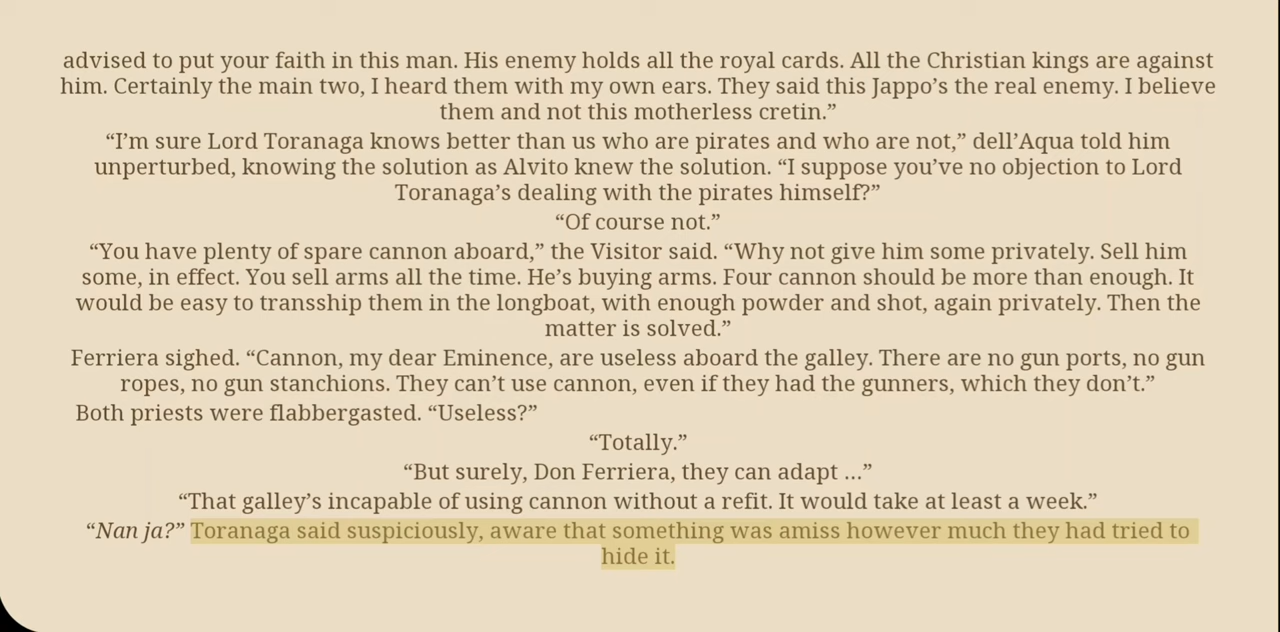 advised to put your faith in this man. His enemy holds all the royal cards. All the Christian kings are against
him. Certainly the main two, I heard them with my own ears. They said this Jappo’s the real enemy. I believe
them and not this motherless cretin.”
“I’m sure Lord Toranaga knows better than us who are pirates and who are not,” dell’Aqua told him
unperturbed, knowing the solution as Alvito knew the solution. “I suppose you’ve no objection to Lord
Toranaga’s dealing with the pirates himself?”
“Of course not.”
“You have plenty of spare cannon aboard,” the Visitor said. “Why not give him some privately. Sell him
some, in effect. You sell arms all the time. He’s buying arms. Four cannon should be more than enough. It
would be easy to transship them in the longboat, with enough powder and shot, again privately. Then the
matter is solved.”
Ferriera sighed. “Cannon, my dear Eminence, are useless aboard the galley. There are no gun ports, no gun
ropes, no gun stanchions. They can’t use cannon, even if they had the gunners, which they don’t.”
Both priests were flabbergasted. “Useless?”
“Totally.”
“But surely, Don Ferriera, they can adapt …”
“That galley’s incapable of using cannon without a refit. It would take at least a week.”
“Nan ja?” Toranaga said suspiciously, aware that something was amiss however much they had tried to
hide it.